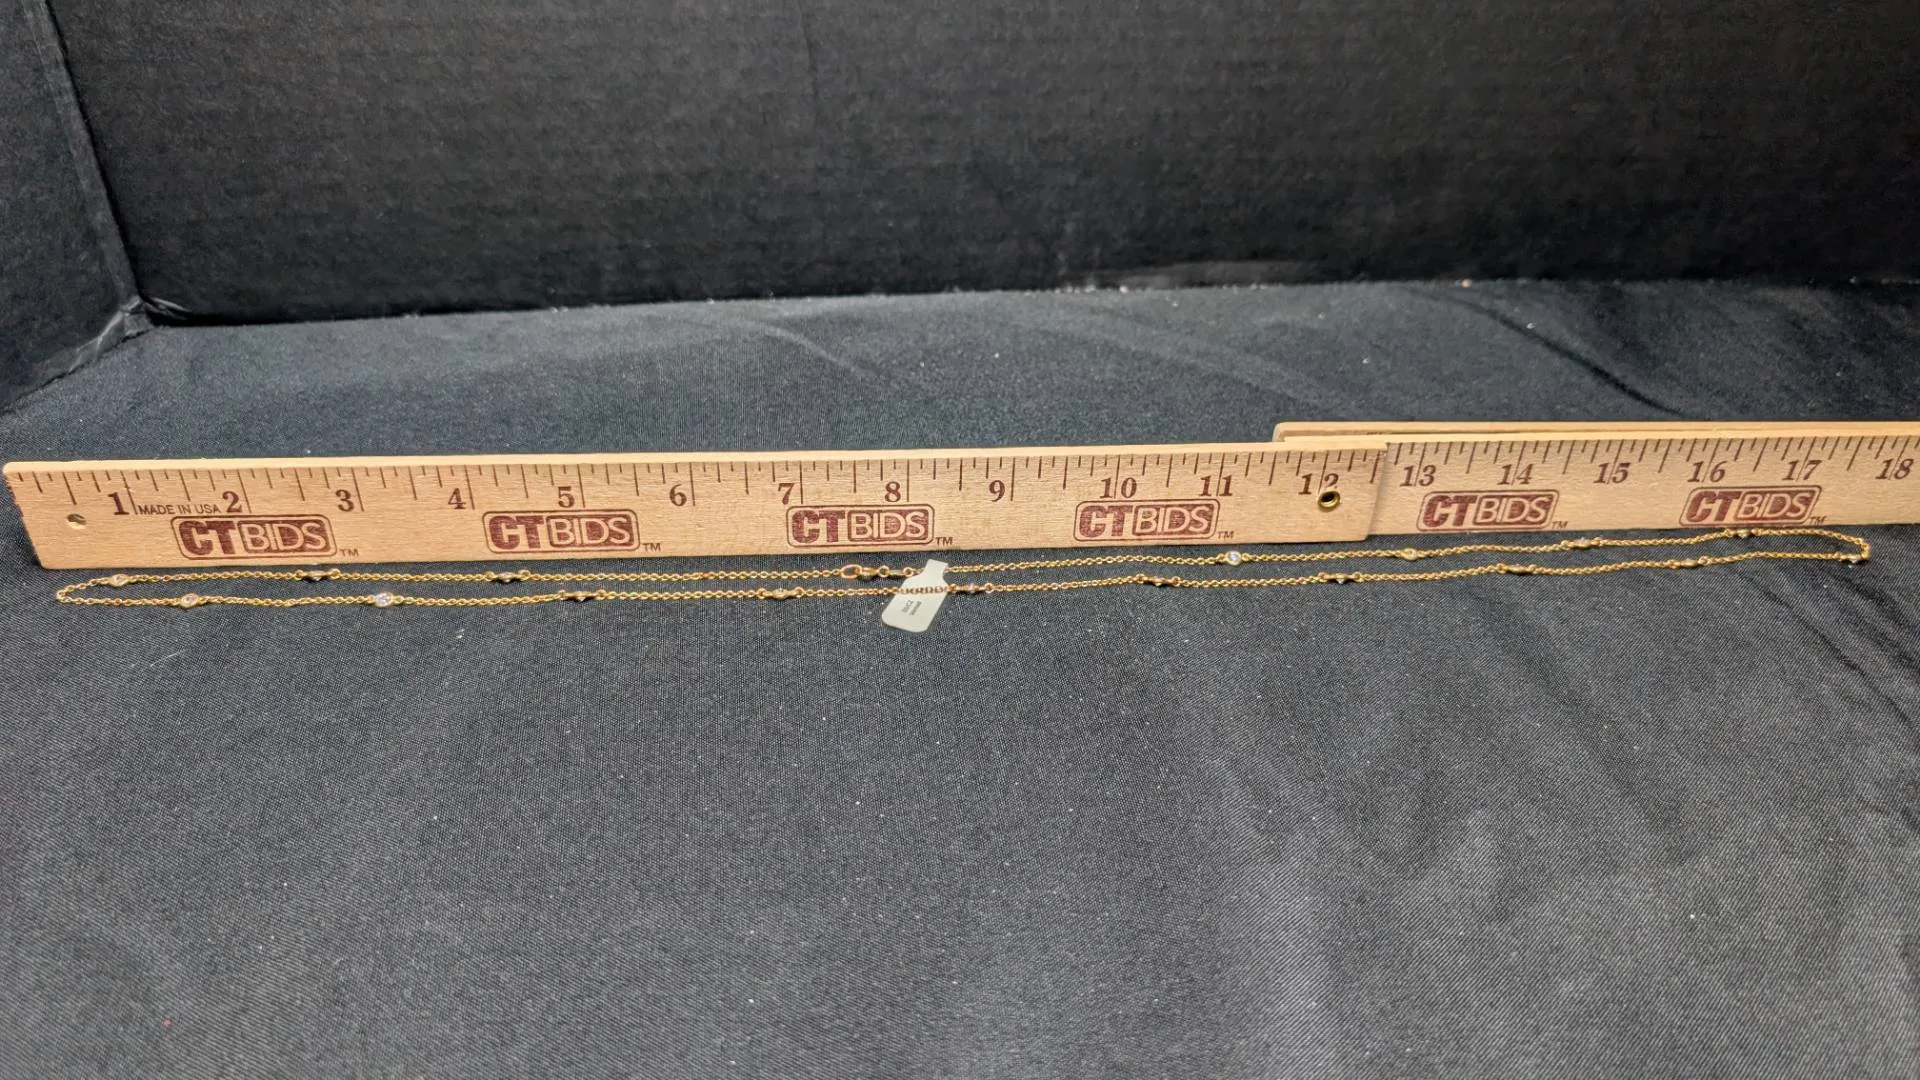 1 2 3 4 5 6 7 8 9 10 11 12 13 14 15 16 17 18
MADE IN USA
CTBIDS™ CTBIDS™ CTBIDS™ CTBIDS™ CTBIDS™ CTBIDS™